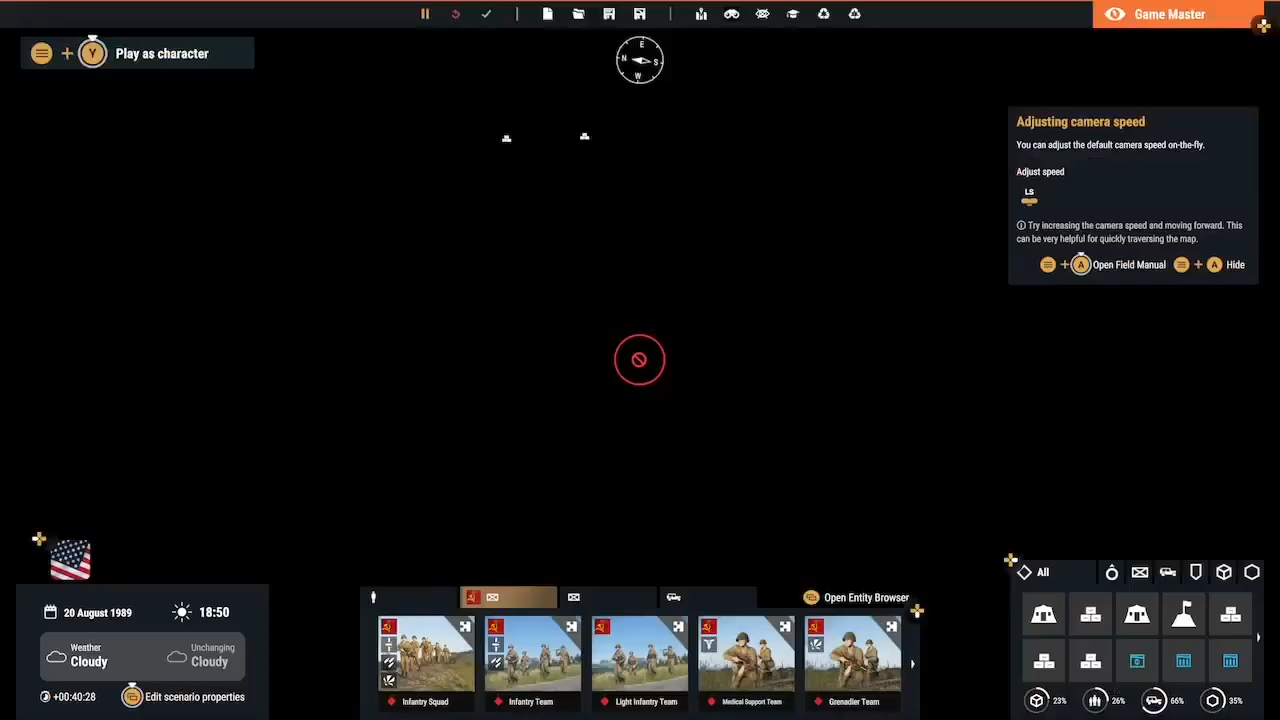 Game Master
Y
Play as character
E
N
S
W
Adjusting camera speed
You can adjust the default camera speed on-the-fly.
Adjust speed
LS
Try increasing the camera speed and moving forward. This
can be very helpful for quickly traversing the map.
A Open Field Manual A Hide
20 August 1989 18:50
Weather
Cloudy
Unchanging
Cloudy
+00:40:28 Edit scenario properties
Open Entity Browser
Infantry Squad
Infantry Team
Light Infantry Team
Medical Support Team
Grenadier Team
All
23% 26% 66% 35%